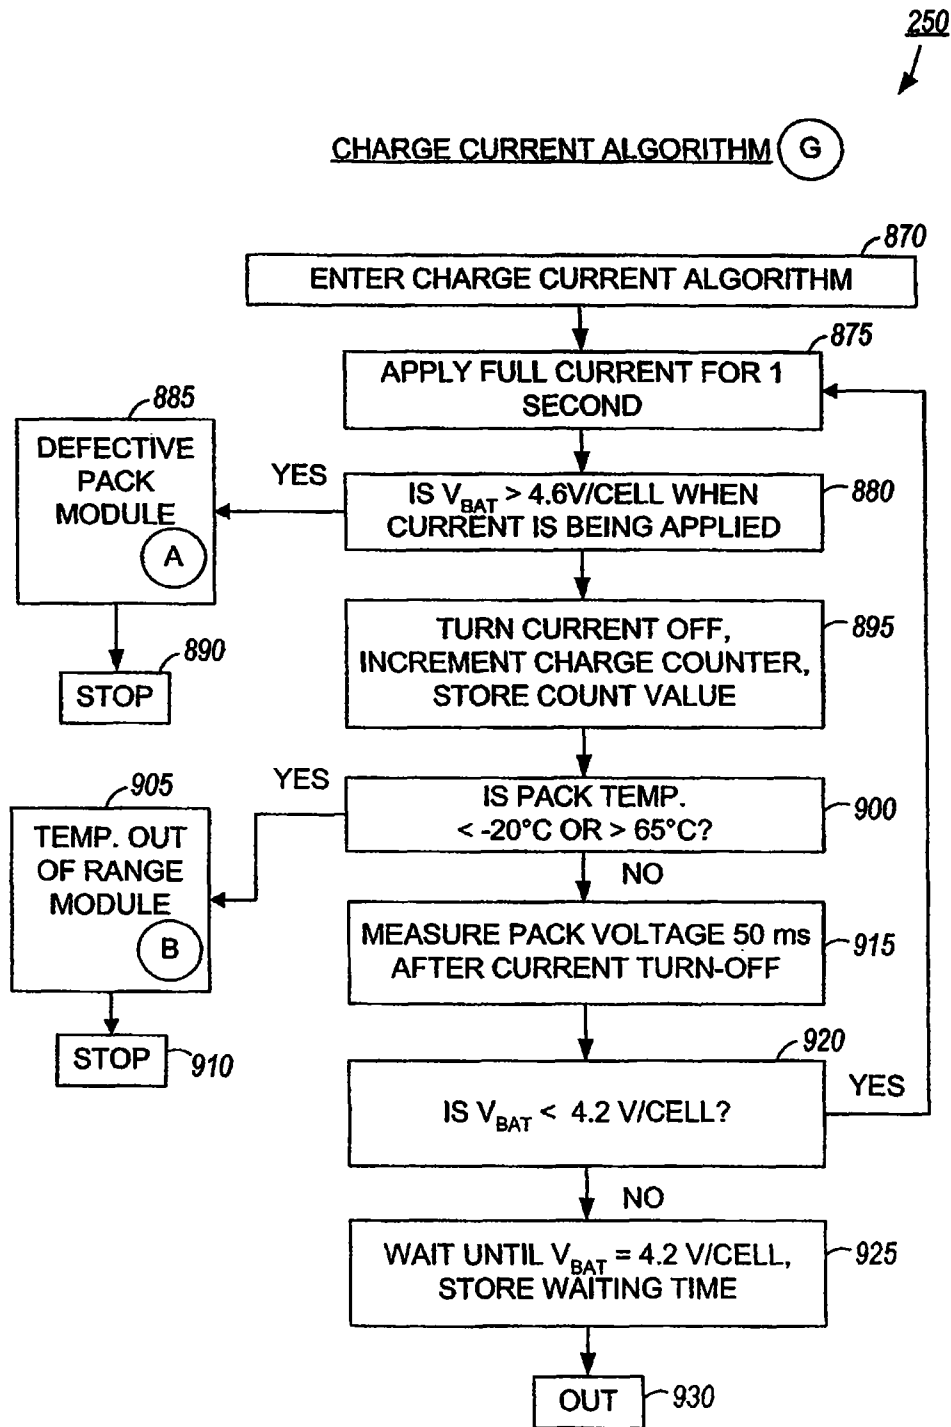 250
CHARGE CURRENT ALGORITHM G
870
ENTER CHARGE CURRENT ALGORITHM
875
APPLY FULL CURRENT FOR 1
SECOND
885
DEFECTIVE
PACK
MODULE
A
YES
IS V_BAT > 4.6V/CELL WHEN
CURRENT IS BEING APPLIED
880
890
STOP
TURN CURRENT OFF,
INCREMENT CHARGE COUNTER,
STORE COUNT VALUE
895
YES
905
TEMP. OUT
OF RANGE
MODULE
B
IS PACK TEMP.
< -20°C OR > 65°C?
900
NO
MEASURE PACK VOLTAGE 50 ms
AFTER CURRENT TURN-OFF
915
STOP
910
920
IS V_BAT < 4.2 V/CELL?
YES
NO
WAIT UNTIL V_BAT = 4.2 V/CELL,
STORE WAITING TIME
925
OUT
930